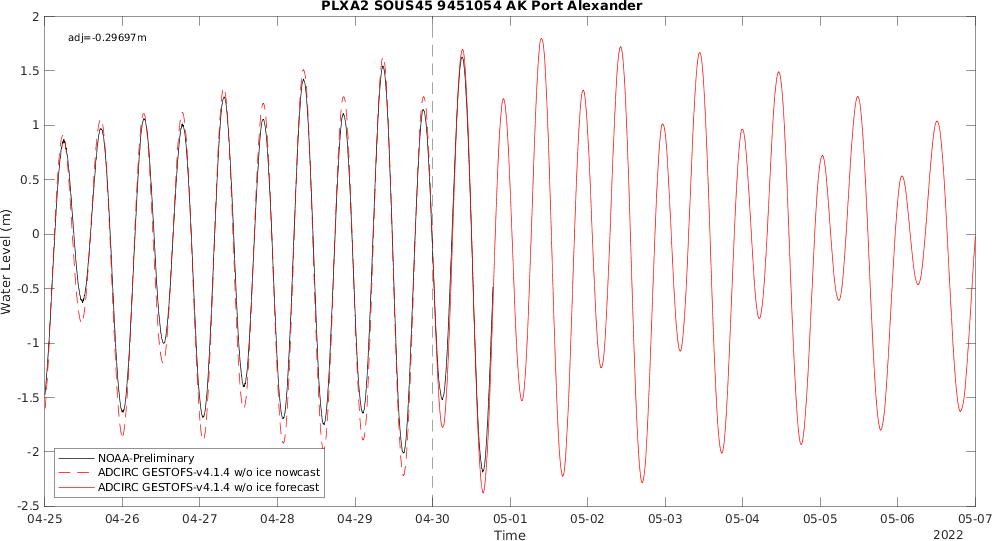 PLXA2 SOUS45 9451054 AK Port Alexander
adj=-0.29697m
2
1.5
1
0.5
0
-0.5
-1
-1.5
-2
-2.5
Water Level (m)
NOAA-Preliminary
ADCIRC GESTOFS-v4.1.4 w/o ice nowcast
ADCIRC GESTOFS-v4.1.4 w/o ice forecast
04-25 04-26 04-27 04-28 04-29 04-30 05-01 05-02 05-03 05-04 05-05 05-06 05-07
Time
2022